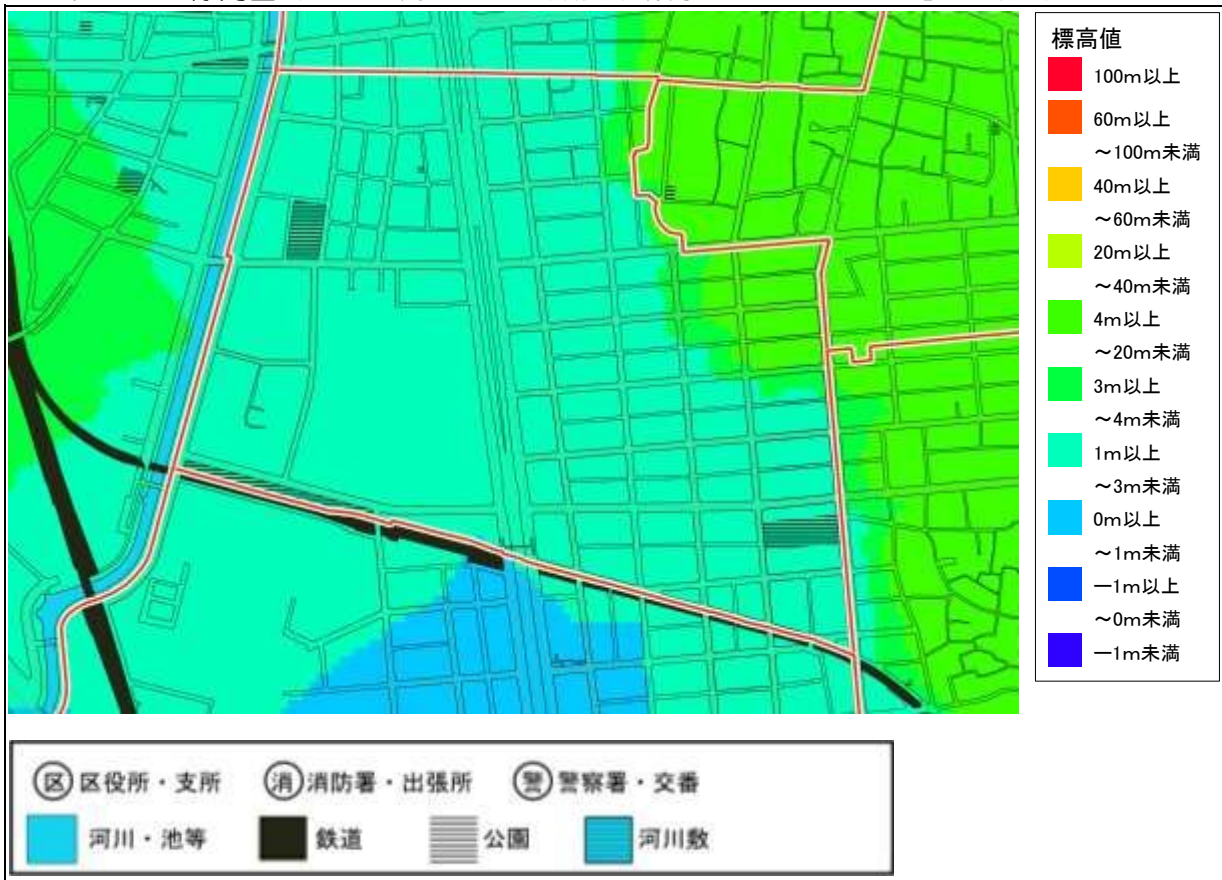 標高値
100m以上
60m以上
～100m未満
40m以上
～60m未満
20m以上
～40m未満
4m以上
～20m未満
3m以上
～4m未満
1m以上
～3m未満
0m以上
～1m未満
－1m以上
～0m未満
－1m未満
区 区役所・支所 消 消防署・出張所 警 警察署・交番
河川・池等 鉄道 公園 河川敷